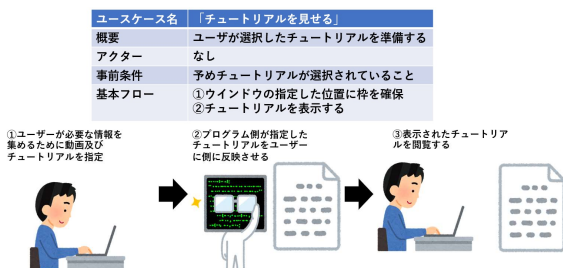 ユースケース名 「チュートリアルを見せる」
概要 ユーザが選択したチュートリアルを準備する
アクター なし
事前条件 予めチュートリアルが選択されていること
基本フロー ①ウインドウの指定した位置に枠を確保
②チュートリアルを表示する
①ユーザーが必要な情報を
集めるために動画及び
チュートリアルを指定
②プログラム側が指定した
チュートリアルをユーザー
に側に反映させる
③表示されたチュートリア
ルを閲覧する